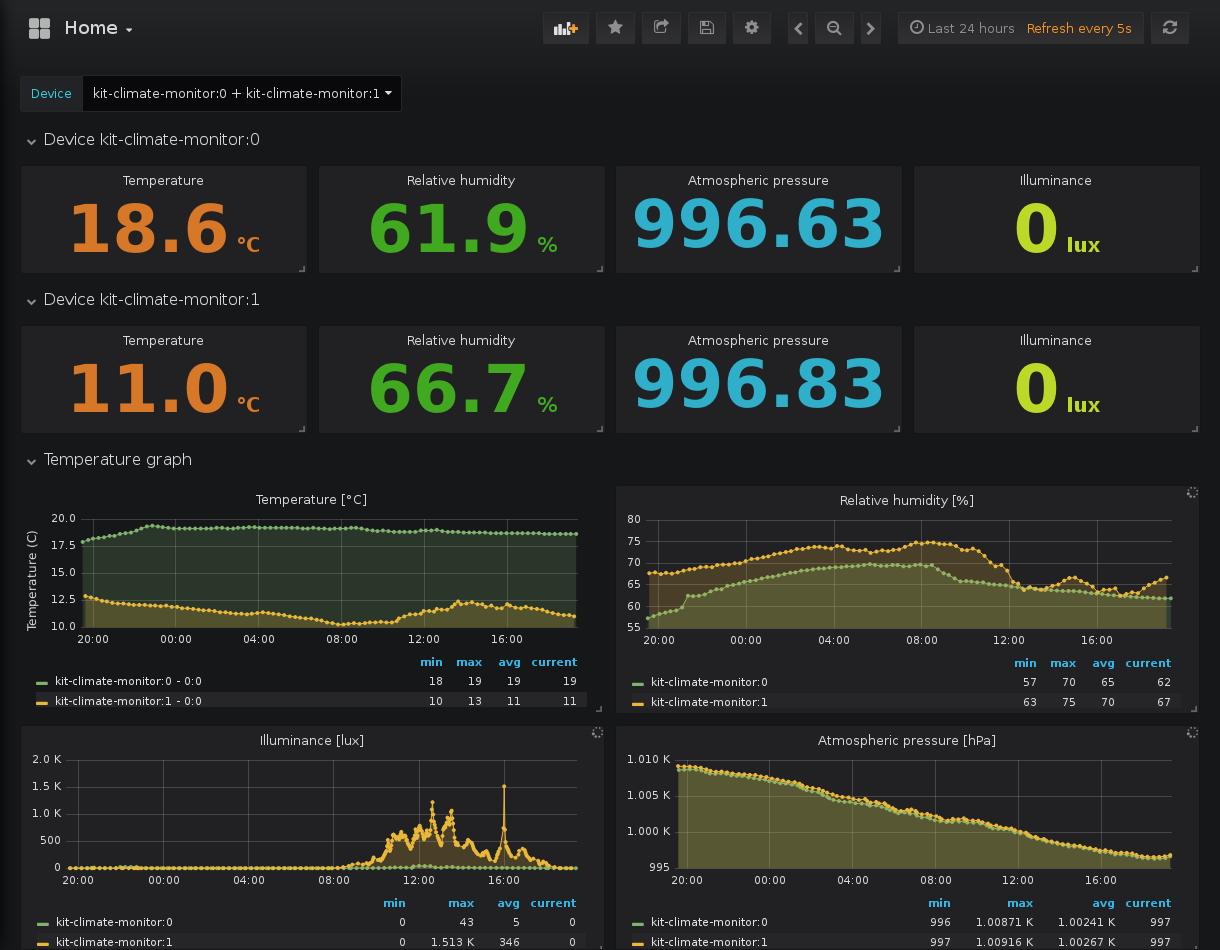 Home
Last 24 hours Refresh every 5s
Device kit-climate-monitor:0 + kit-climate-monitor:1
Device kit-climate-monitor:0
Temperature Relative humidity Atmospheric pressure Illuminance
18.6 °C 61.9 % 996.63 0 lux
Device kit-climate-monitor:1
Temperature Relative humidity Atmospheric pressure Illuminance
11.0 °C 66.7 % 996.83 0 lux
Temperature graph
Temperature [°C]
Temperature (C)
20.0
17.5
15.0
12.5
10.0
20:00 00:00 04:00 08:00 12:00 16:00
min max avg current
kit-climate-monitor:0 - 0:0 18 19 19 19
kit-climate-monitor:1 - 0:0 10 13 11 11
Relative humidity [%]
80
75
70
65
60
55
20:00 00:00 04:00 08:00 12:00 16:00
min max avg current
kit-climate-monitor:0 57 70 65 62
kit-climate-monitor:1 63 75 70 67
Illuminance [lux]
2.0 K
1.5 K
1.0 K
500
0
20:00 00:00 04:00 08:00 12:00 16:00
min max avg current
kit-climate-monitor:0 0 43 5 0
kit-climate-monitor:1 0 1.513 K 346 0
Atmospheric pressure [hPa]
1.010 K
1.005 K
1.000 K
995
20:00 00:00 04:00 08:00 12:00 16:00
min max avg current
kit-climate-monitor:0 996 1.00871 K 1.00241 K 997
kit-climate-monitor:1 997 1.00916 K 1.00267 K 997